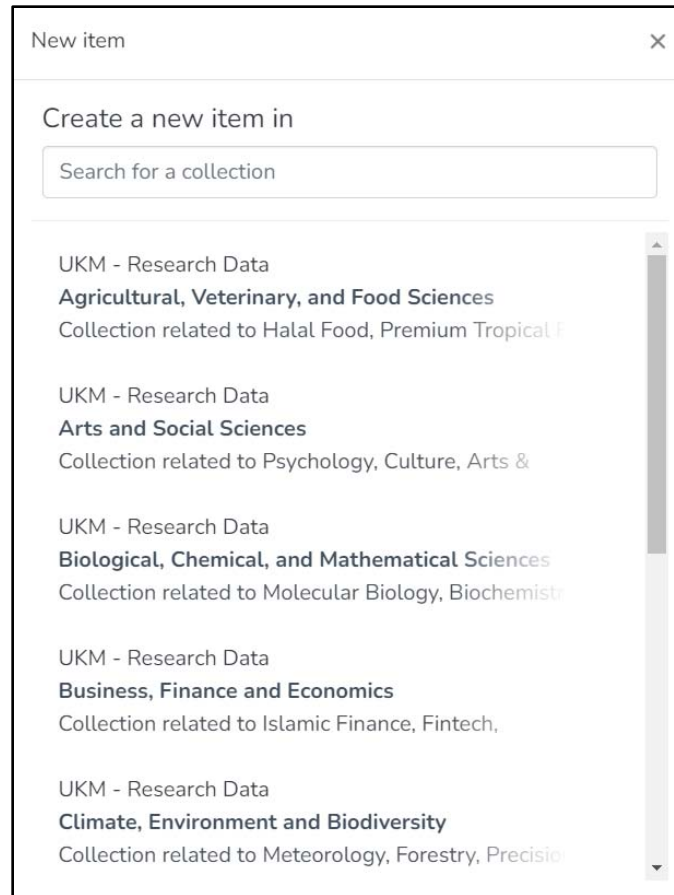 New item
Create a new item in
Search for a collection
UKM - Research Data
Agricultural, Veterinary, and Food Sciences
Collection related to Halal Food, Premium Tropical
UKM - Research Data
Arts and Social Sciences
Collection related to Psychology, Culture, Arts &
UKM - Research Data
Biological, Chemical, and Mathematical Sciences
Collection related to Molecular Biology,
UKM - Research Data
Business, Finance and Economics
Collection related to Islamic Finance, Fintech,
UKM - Research Data
Climate, Environment and Biodiversity
Collection related to Meteorology, Forestry,